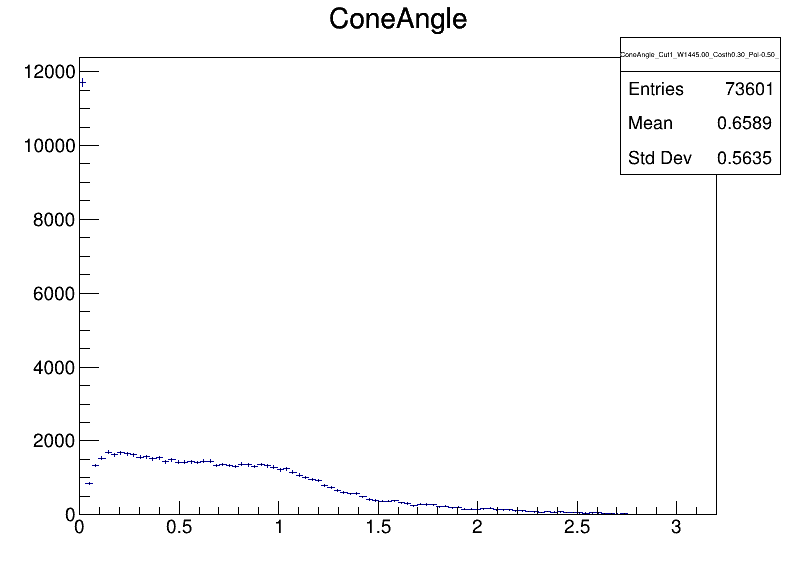 ConeAngle
ConeAngle_Cut1_W1445.00_Costh0.30_Pol-0.50_
Entries 73601
Mean 0.6589
Std Dev 0.5635
12000
10000
8000
6000
4000
2000
0
0 0.5 1 1.5 2 2.5 3